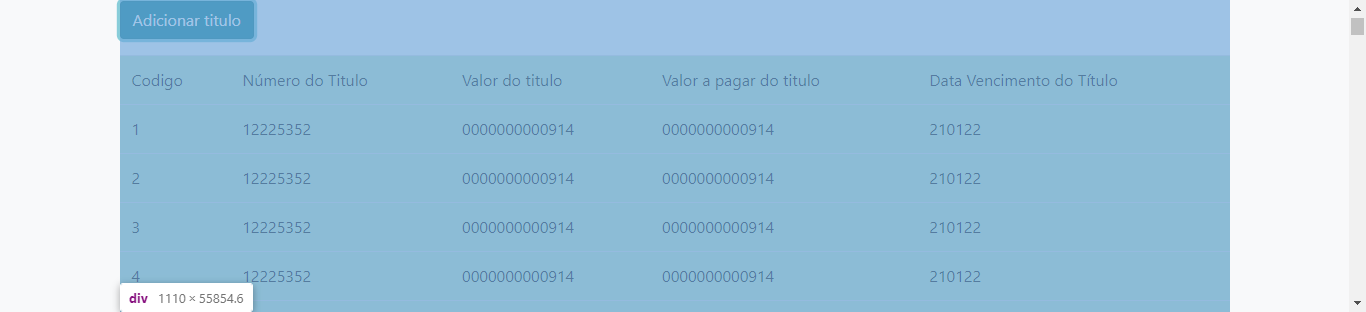 Adicionar titulo
Codigo Número do Titulo Valor do titulo Valor a pagar do titulo Data Vencimento do Título
1 12225352 0000000000914 0000000000914 210122
2 12225352 0000000000914 0000000000914 210122
3 12225352 0000000000914 0000000000914 210122
4 12225352 0000000000914 0000000000914 210122
div 1110 × 55854.6